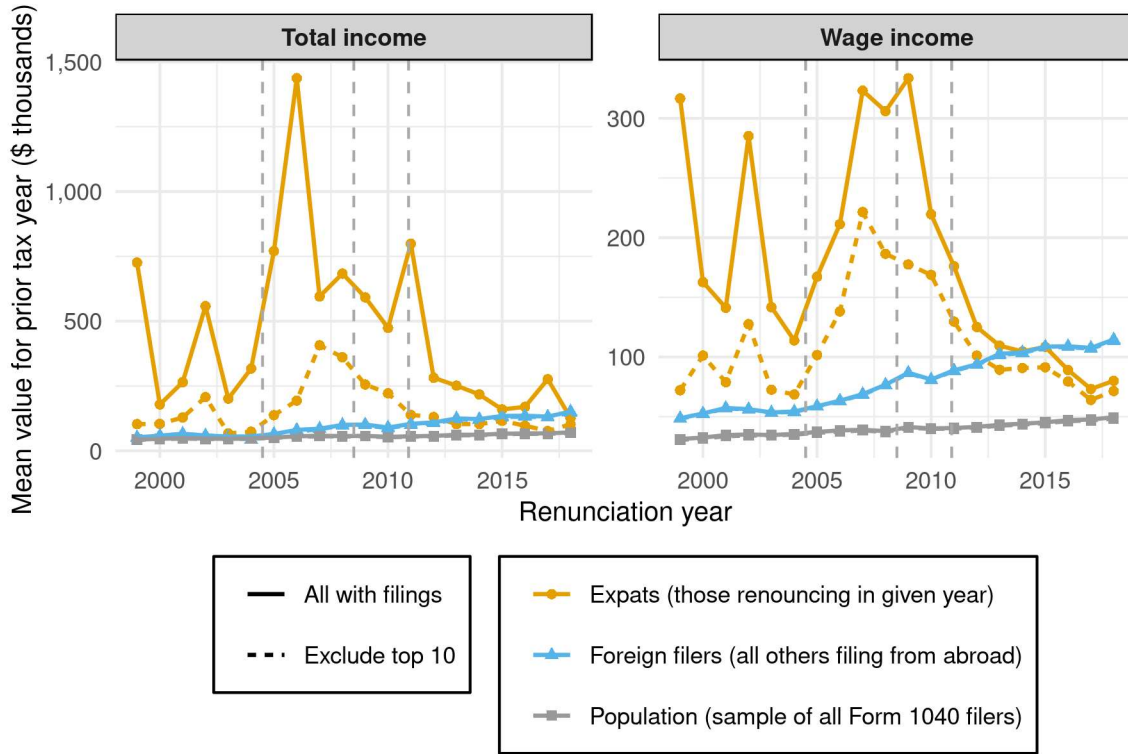 Total income
Wage income
Mean value for prior tax year ($ thousands)
1,500
1,000
500
0
300
200
100
2000
2005
2010
2015
2000
2005
2010
2015
Renunciation year
All with filings
Exclude top 10
Expats (those renouncing in given year)
Foreign filers (all others filing from abroad)
Population (sample of all Form 1040 filers)